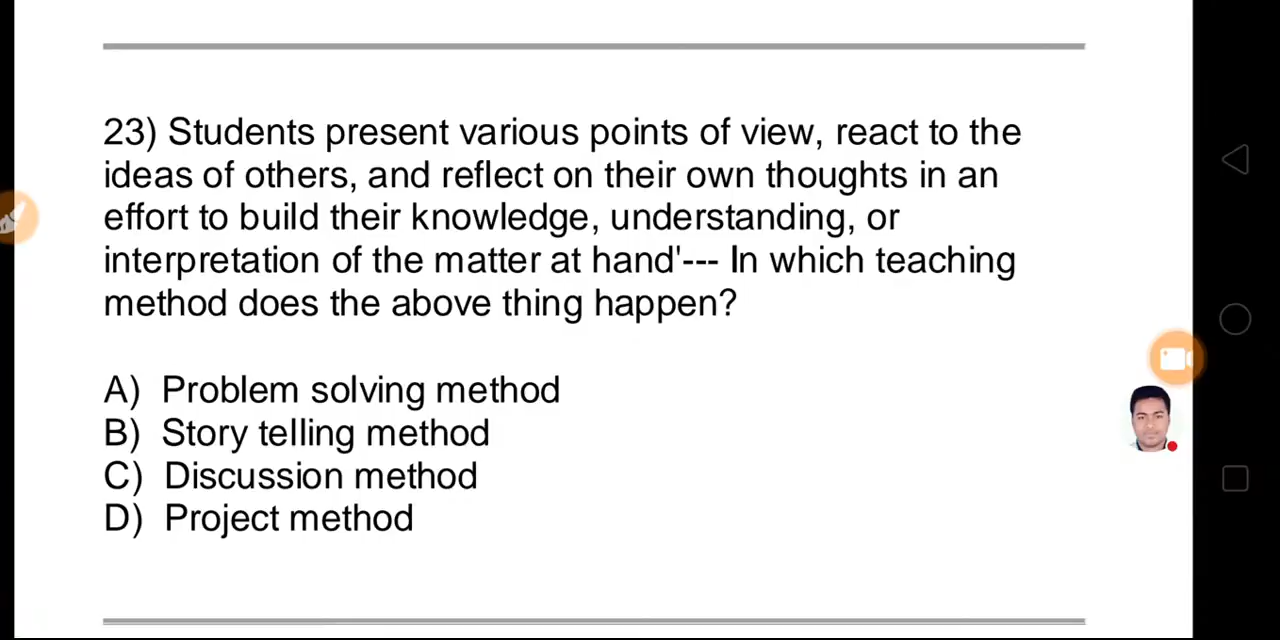 23) Students present various points of view, react to the
ideas of others, and reflect on their own thoughts in an
effort to build their knowledge, understanding, or
interpretation of the matter at hand'--- In which teaching
method does the above thing happen?
A) Problem solving method
B) Story telling method
C) Discussion method
D) Project method